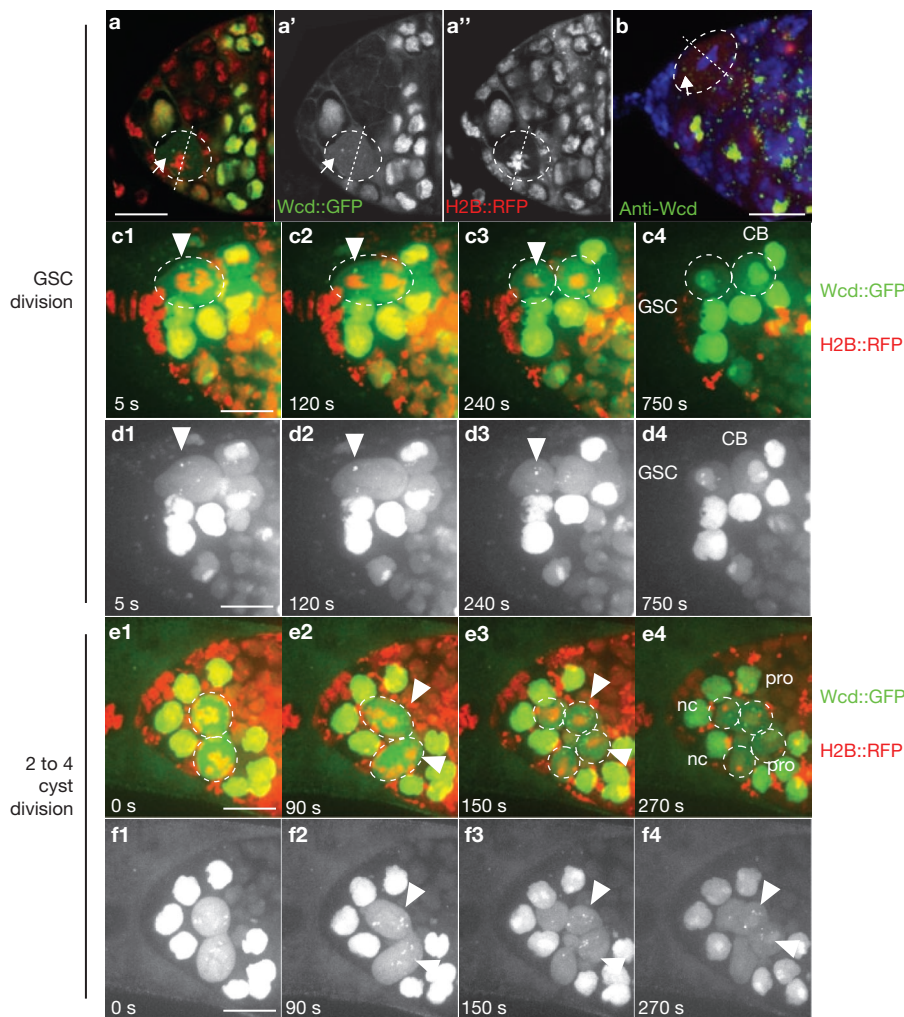 a
a'
a''
b
Wcd::GFP
H2B::RFP
Anti-Wcd
GSC
division
c1
c2
c3
c4
CB
GSC
Wcd::GFP
H2B::RFP
5 s
120 s
240 s
750 s
d1
d2
d3
d4
CB
GSC
5 s
120 s
240 s
750 s
2 to 4
cyst
division
e1
e2
e3
e4
pro
nc
nc
pro
Wcd::GFP
H2B::RFP
0 s
90 s
150 s
270 s
f1
f2
f3
f4
0 s
90 s
150 s
270 s